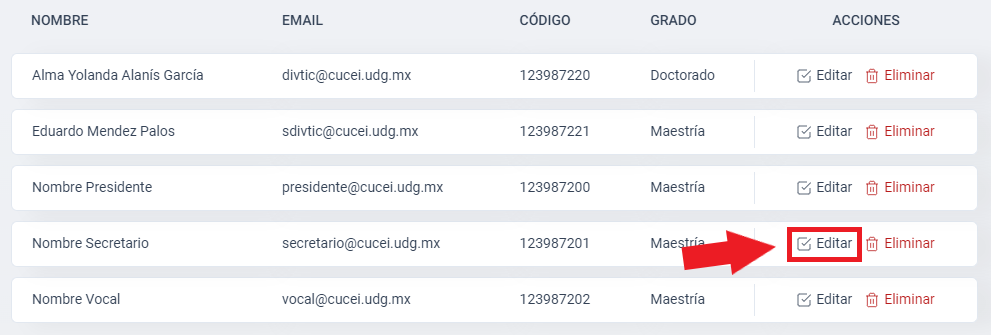 NOMBRE EMAIL CÓDIGO GRADO ACCIONES
Alma Yolanda Alanís García divtic@cucei.udg.mx 123987220 Doctorado Editar Eliminar
Eduardo Mendez Palos sdivtic@cucei.udg.mx 123987221 Maestría Editar Eliminar
Nombre Presidente presidente@cucei.udg.mx 123987200 Maestría Editar Eliminar
Nombre Secretario secretario@cucei.udg.mx 123987201 Maestría Editar Eliminar
Nombre Vocal vocal@cucei.udg.mx 123987202 Maestría Editar Eliminar